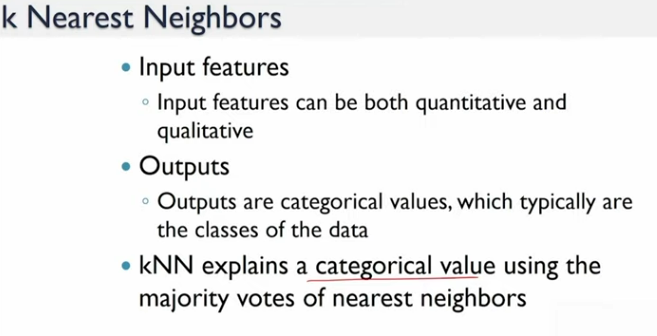 k Nearest Neighbors
• Input features
◦ Input features can be both quantitative and
qualitative
• Outputs
◦ Outputs are categorical values, which typically are
the classes of the data
• kNN explains a categorical value using the
majority votes of nearest neighbors